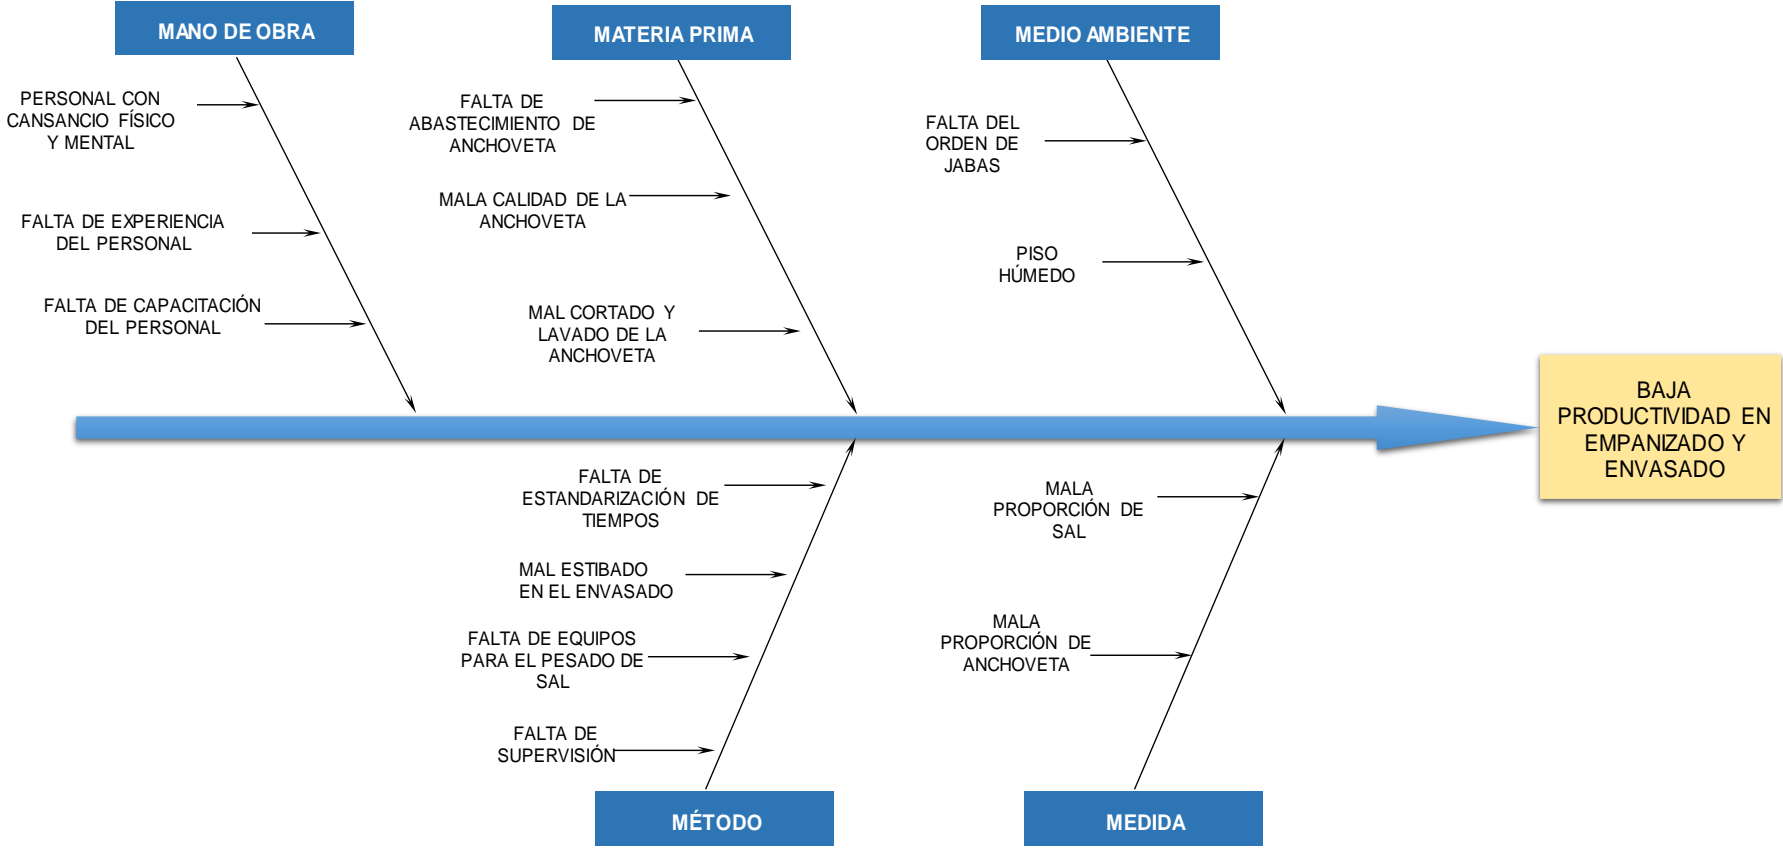 MANO DE OBRA
MATERIA PRIMA
MEDIO AMBIENTE
PERSONAL CON
CANSANCIO FÍSICO
Y MENTAL
FALTA DE EXPERIENCIA
DEL PERSONAL
FALTA DE CAPACITACIÓN
DEL PERSONAL
FALTA DE
ABASTECIMIENTO DE
ANCHOVETA
MALA CALIDAD DE LA
ANCHOVETA
MAL CORTADO Y
LAVADO DE LA
ANCHOVETA
FALTA DEL
ORDEN DE
JABAS
PISO
HÚMEDO
BAJA
PRODUCTIVIDAD EN
EMPANIZADO Y
ENVASADO
FALTA DE
ESTANDARIZACIÓN DE
TIEMPOS
MAL ESTIBADO
EN EL ENVASADO
FALTA DE EQUIPOS
PARA EL PESADO DE
SAL
FALTA DE
SUPERVISIÓN
MALA
PROPORCIÓN DE
SAL
MALA
PROPORCIÓN DE
ANCHOVETA
MÉTODO
MEDIDA